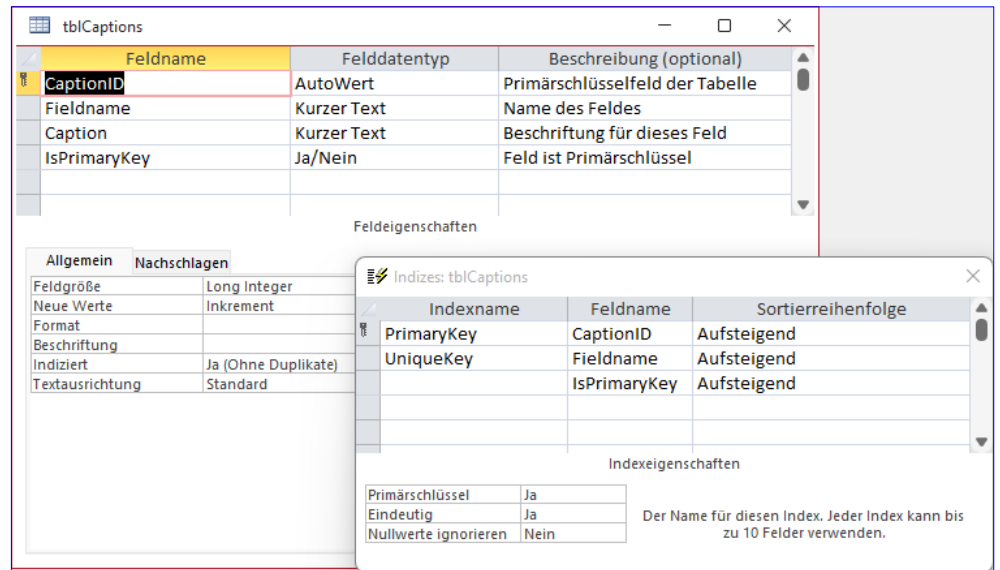 tblCaptions
Feldname Felddatentyp Beschreibung (optional)
CaptionID AutoWert Primärschlüsselfeld der Tabelle
Fieldname Kurzer Text Name des Feldes
Caption Kurzer Text Beschriftung für dieses Feld
IsPrimaryKey Ja/Nein Feld ist Primärschlüssel
Feldeigenschaften
Allgemein Nachschlagen
Feldgröße Long Integer
Neue Werte Inkrement
Format
Beschriftung
Indiziert Ja (Ohne Duplikate)
Textausrichtung Standard
Indizes: tblCaptions
Indexname Feldname Sortierreihenfolge
PrimaryKey CaptionID Aufsteigend
UniqueKey Fieldname Aufsteigend
IsPrimaryKey Aufsteigend
Indexeigenschaften
Primärschlüssel Ja
Eindeutig Ja
Nullwerte ignorieren Nein
Der Name für diesen Index. Jeder Index kann bis
zu 10 Felder verwenden.